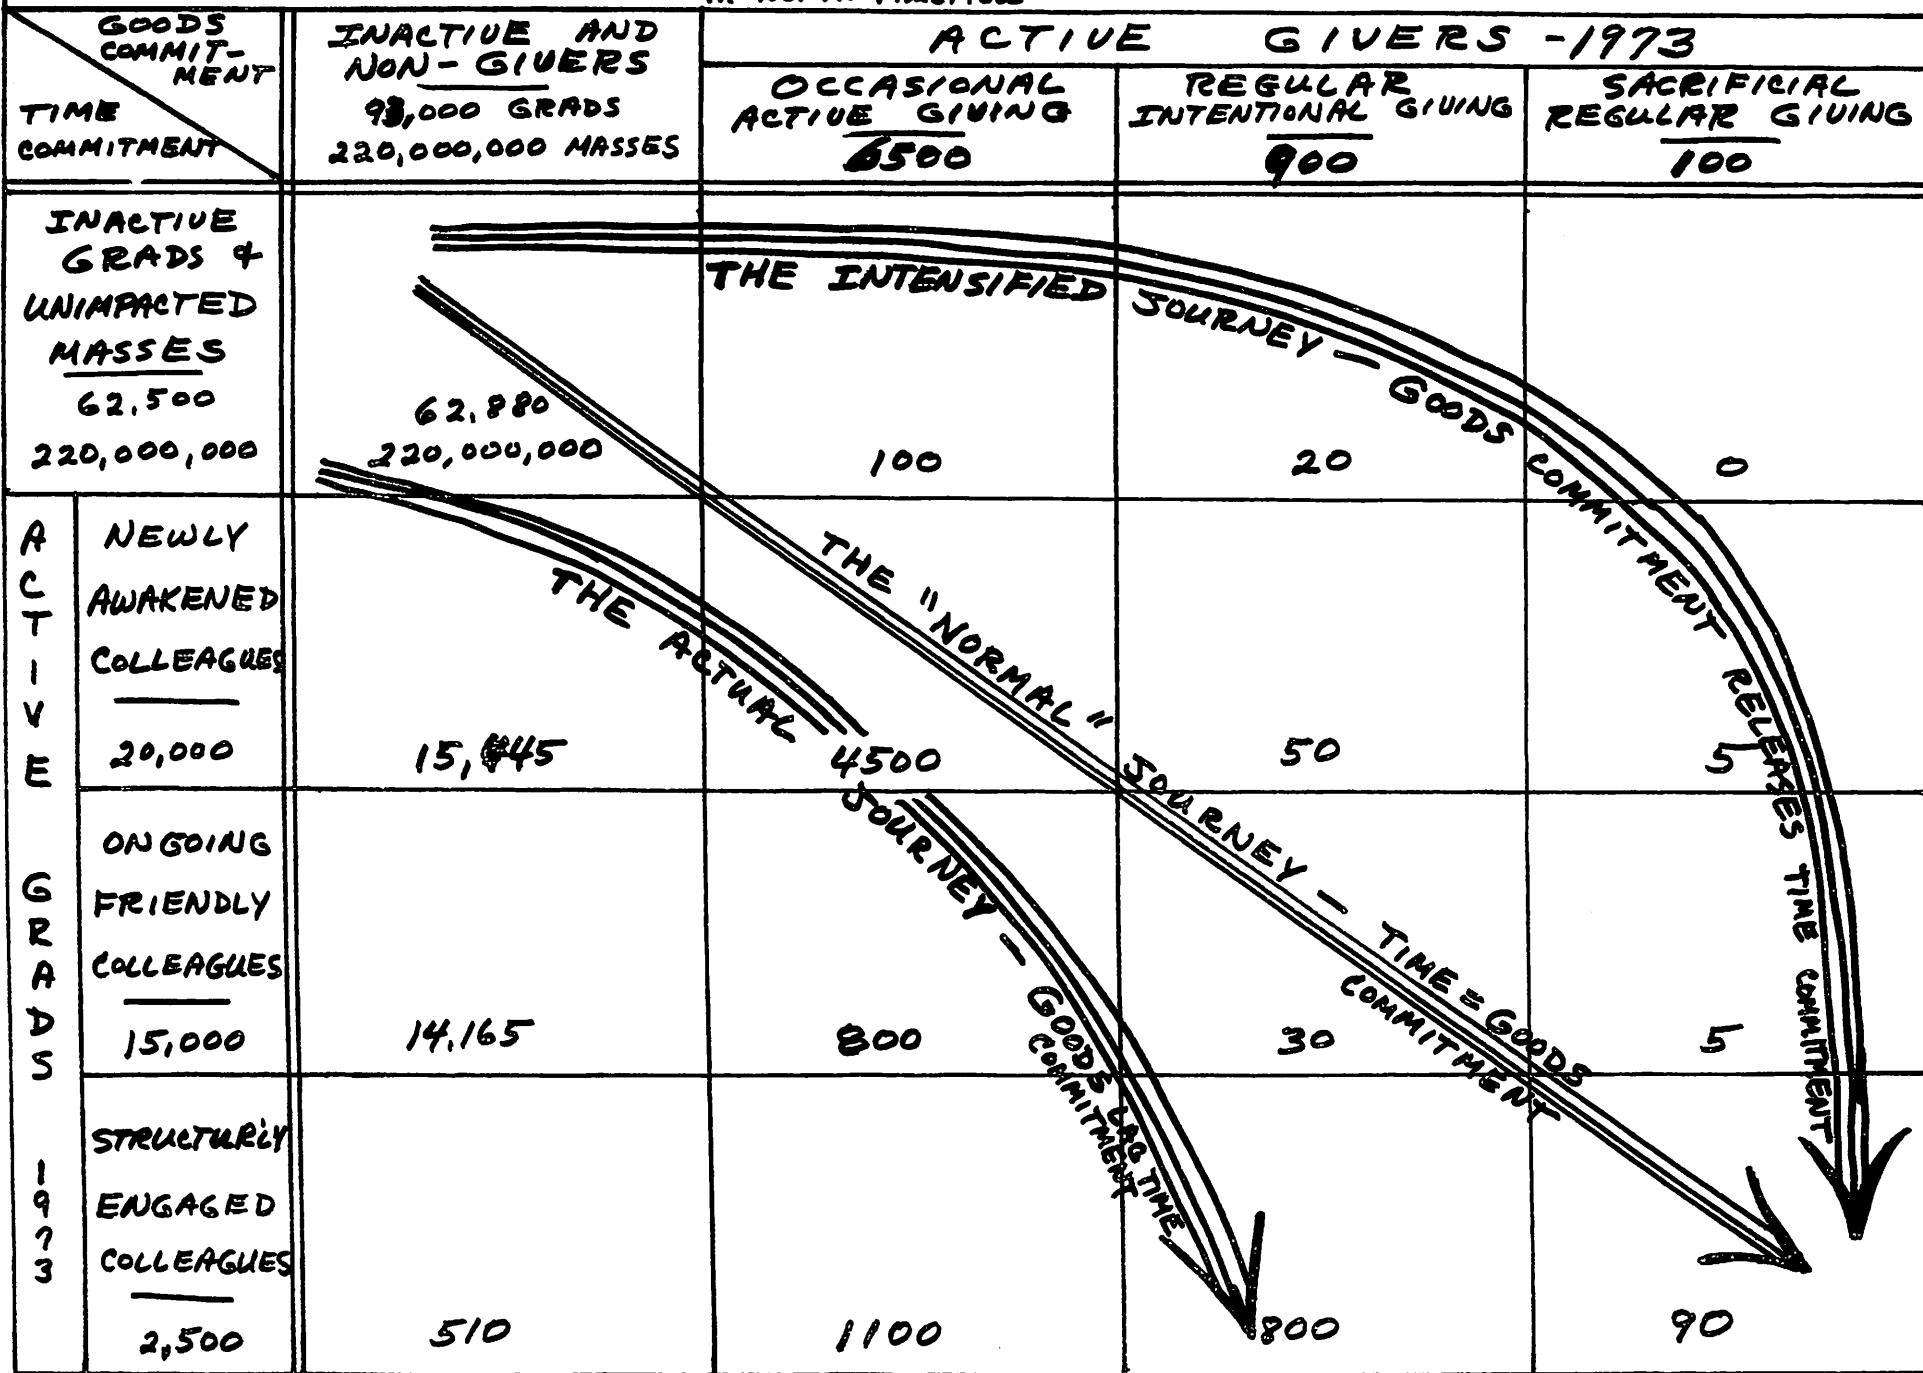 GOODS
COMMIT-
MENT
TIME
COMMITMENT
INACTIVE AND
NON-GIVERS
93,000 GRADS
220,000,000 MASSES
ACTIVE GIVERS - 1973
OCCASIONAL
ACTIVE GIVING
6500
REGULAR
INTENTIONAL GIVING
900
SACRIFICIAL
REGULAR GIVING
100
INACTIVE
GRADS &
UNIMPACTED
MASSES
62.500
220,000,000
62,880
220,000,000
100
20
0
THE INTENSIFIED JOURNEY — GOODS COMMITMENT RELEASES TIME COMMITMENT
ACTIVE GRADS 1973
NEWLY
AWAKENED
COLLEAGUES
20,000
15,445
4500
50
5
THE "NORMAL" JOURNEY — TIME = GOODS
COMMITMENT
THE ACTUAL JOURNEY — GOODS LAG TIME
COMMITMENT
ONGOING
FRIENDLY
COLLEAGUES
15,000
14,165
800
30
5
STRUCTURLY
ENGAGED
COLLEAGUES
2,500
510
1100
800
90